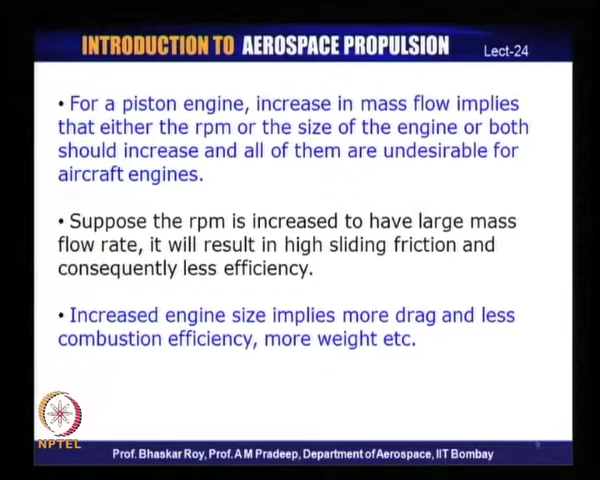 INTRODUCTION TO AEROSPACE PROPULSION Lect-24
• For a piston engine, increase in mass flow implies
that either the rpm or the size of the engine or both
should increase and all of them are undesirable for
aircraft engines.
• Suppose the rpm is increased to have large mass
flow rate, it will result in high sliding friction and
consequently less efficiency.
• Increased engine size implies more drag and less
combustion efficiency, more weight etc.
NPTEL
9
Prof. Bhaskar Roy, Prof. A M Pradeep, Department of Aerospace, IIT Bombay